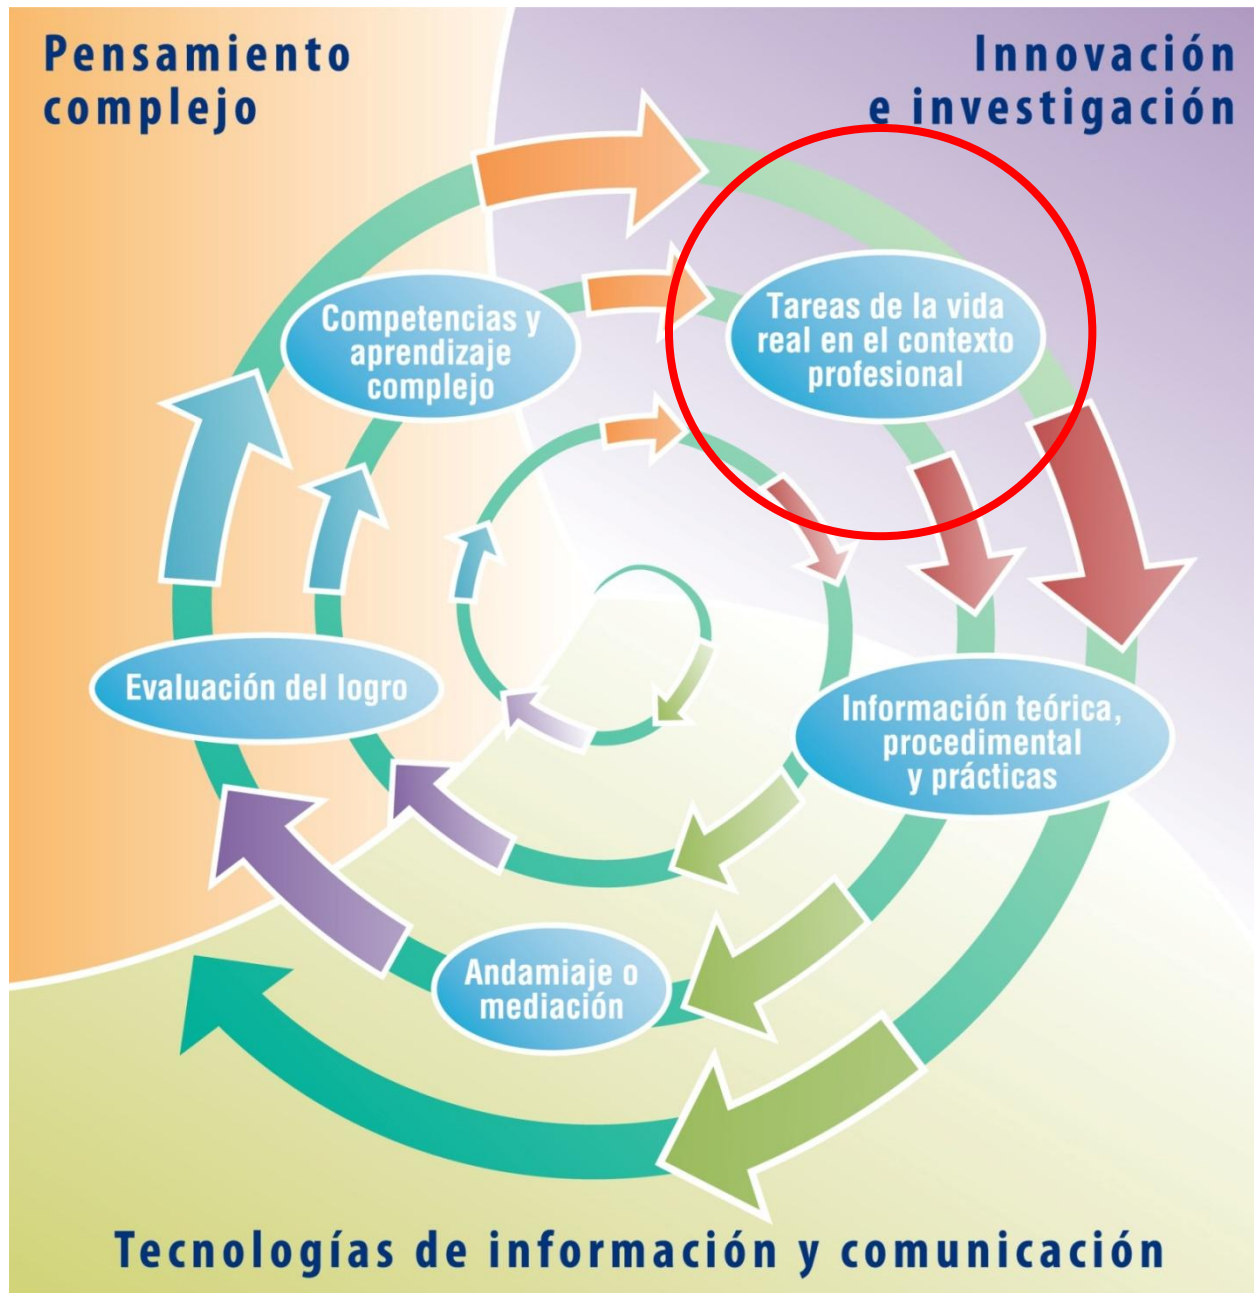 Pensamiento
complejo
Innovación
e investigación
Competencias y
aprendizaje
complejo
Tareas de la vida
real en el contexto
profesional
Evaluación del logro
Información teórica,
procedimental
y prácticas
Andamiaje o
mediación
Tecnologías de información y comunicación